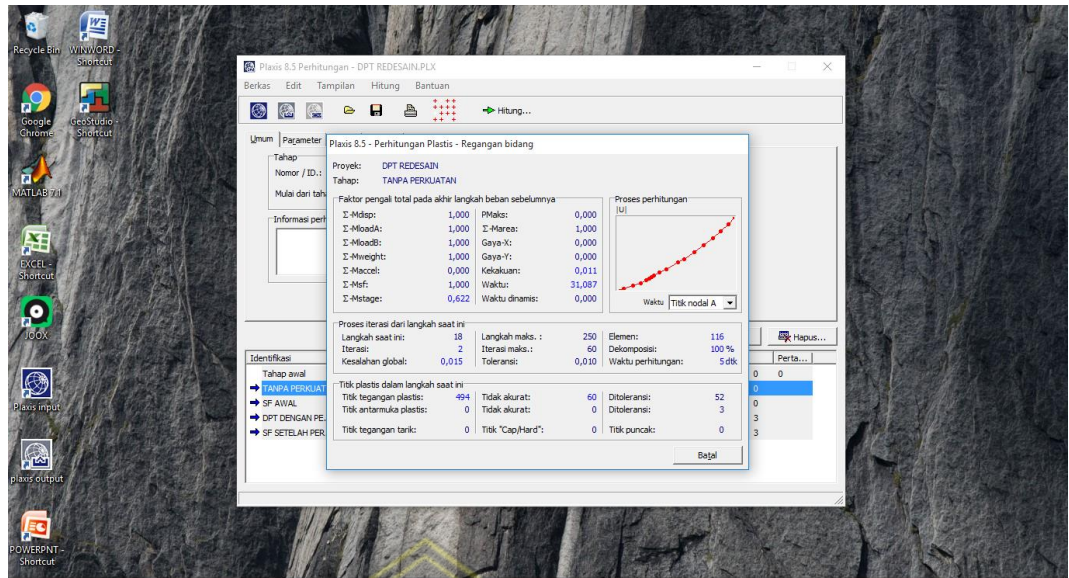 Recycle Bin
WINWORD - Shortcut
Google Chrome
GeoStudio - Shortcut
MATLAB 7.1
EXCEL - Shortcut
JOOX
Plaxis input
plaxis output
POWERPNT - Shortcut
Plaxis 8.5 Perhitungan - DPT REDESAIN.PLX
Berkas Edit Tampilan Hitung Bantuan
Hitung...
Umum Parameter
Tahap
Nomor / ID.:
Mulai dari taha
Informasi perh
Plaxis 8.5 - Perhitungan Plastis - Regangan bidang
Proyek: DPT REDESAIN
Tahap: TANPA PERKUATAN
Faktor pengali total pada akhir langkah beban sebelumnya
Σ-Mdisp: 1,000 PMaks: 0,000
Σ-MloadA: 1,000 Σ-Marea: 1,000
Σ-MloadB: 1,000 Gaya-X: 0,000
Σ-Mweight: 1,000 Gaya-Y: 0,000
Σ-Maccel: 0,000 Kekakuan: 0,011
Σ-Msf: 1,000 Waktu: 31,087
Σ-Mstage: 0,622 Waktu dinamis: 0,000
Proses perhitungan
|U|
Waktu Titik nodal A
Proses iterasi dari langkah saat ini
Langkah saat ini: 18 Langkah maks. : 250 Elemen: 116
Iterasi: 2 Iterasi maks.: 60 Dekomposisi: 100 %
Kesalahan global: 0,015 Toleransi: 0,010 Waktu perhitungan: 5 dtk
Titik plastis dalam langkah saat ini
Titik tegangan plastis: 494 Tidak akurat: 60 Ditoleransi: 52
Titik antarmuka plastis: 0 Tidak akurat: 0 Ditoleransi: 3
Titik tegangan tarik: 0 Titik "Cap/Hard": 0 Titik puncak: 0
Batal
Hapus...
Identifikasi Perta...
Tahap awal 0 0
TANPA PERKUAT 0
SF AWAL 0
DPT DENGAN PE. 3
SF SETELAH PER 3